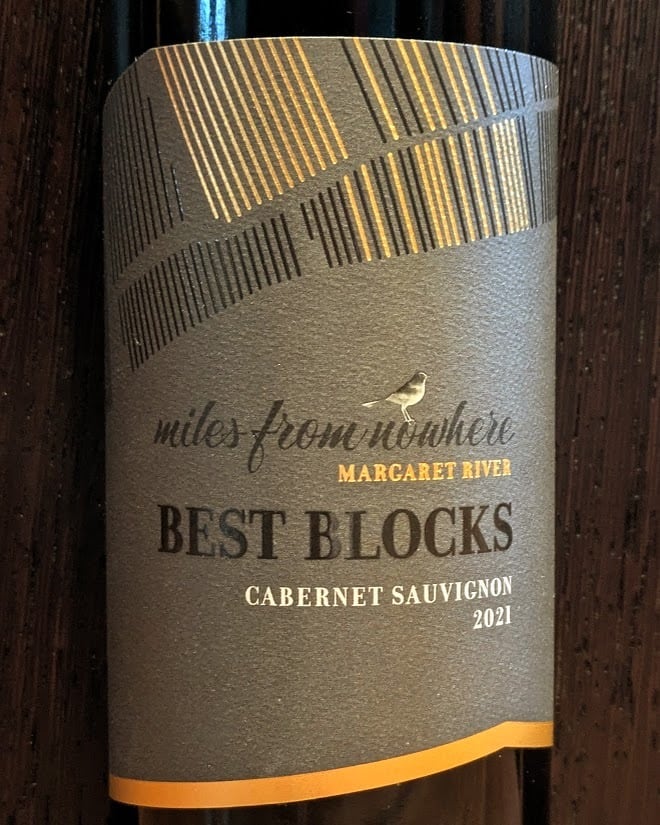 miles from nowhere
MARGARET RIVER
BEST BLOCKS
CABERNET SAUVIGNON
2021